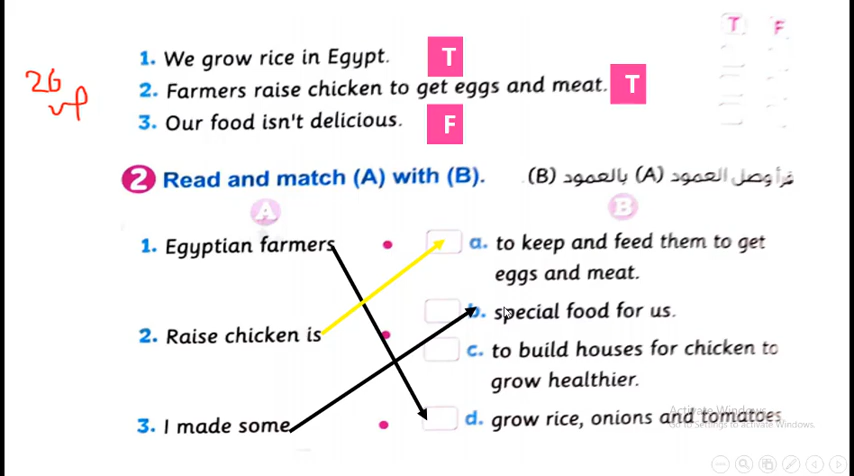 T F
1. We grow rice in Egypt. T
26
2. Farmers raise chicken to get eggs and meat. T
3. Our food isn't delicious. F
2 Read and match (A) with (B). قرأ وصل العمود (A) بالعمود (B)
A B
1. Egyptian farmers
a. to keep and feed them to get
eggs and meat.
b. special food for us.
2. Raise chicken is
c. to build houses for chicken to
grow healthier.
3. I made some
d. grow rice, onions and tomatoes
Activate Windows
Go to Settings to activate Windows.